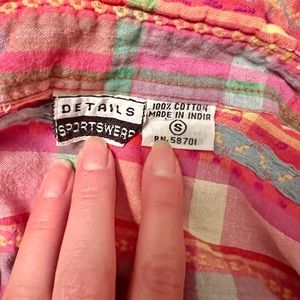 DETAILS
SPORTSWEAR
100% COTTON
MADE IN INDIA
S
RN 58701